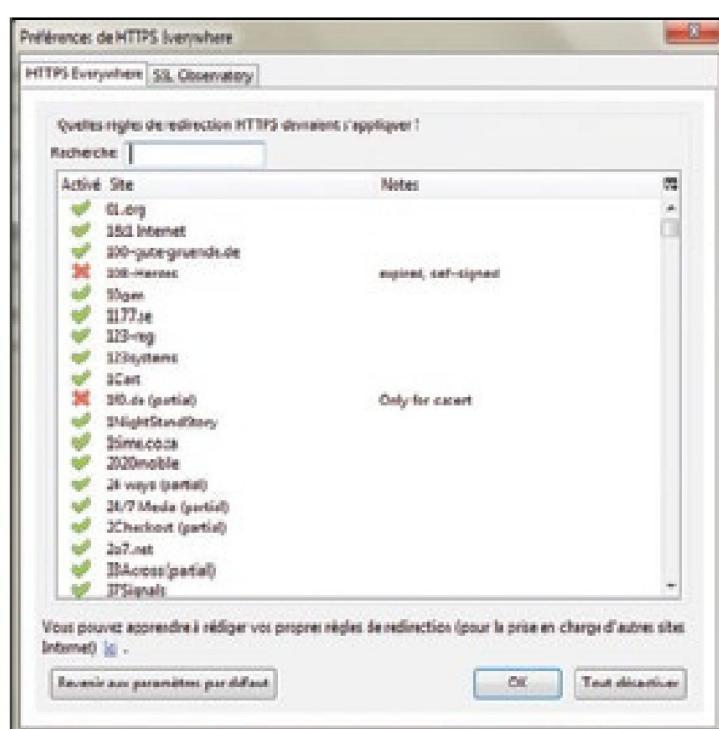 Préférences de HTTPS Everywhere
HTTPS Everywhere SSL Observatory
Quelles règles de redirection HTTPS devraient s'appliquer ?
Recherche
Activé Site Notes
01.org
1&1 Internet
100-gute-gruende.de
expired, self-signed
10gen
1177.se
123-reg
123systems
1Cart
(partial) Only for cacert
1NightStandStory
2020mobile
24 ways (partial)
24/7 Media (partial)
2Checkout (partial)
2o7.net
33Across (partial)
37Signals
Vous pouvez apprendre à rédiger vos propres règles de redirection (pour la prise en charge d'autres sites
Internet) ici .
Revenir aux paramètres par défaut OK Tout désactiver